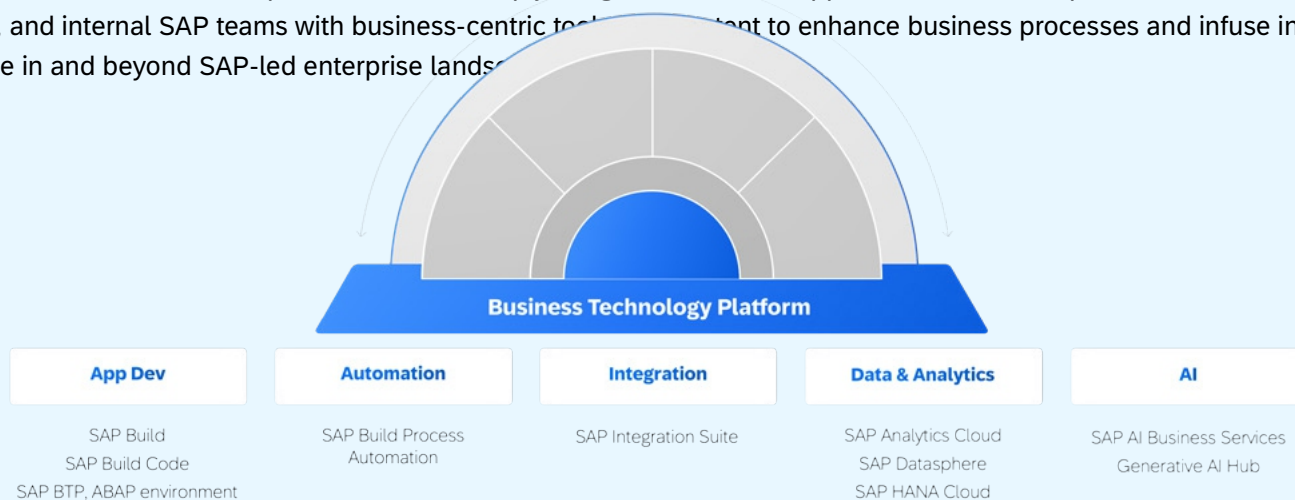 and internal SAP teams with business-centric to enhance business processes and infuse in
e in and beyond SAP-led enterprise
Business Technology Platform
App Dev
Automation
Integration
Data & Analytics
AI
SAP Build
SAP Build Code
SAP BTP, ABAP environment
SAP Build Process
Automation
SAP Integration Suite
SAP Analytics Cloud
SAP Datasphere
SAP HANA Cloud
SAP AI Business Services
Generative AI Hub